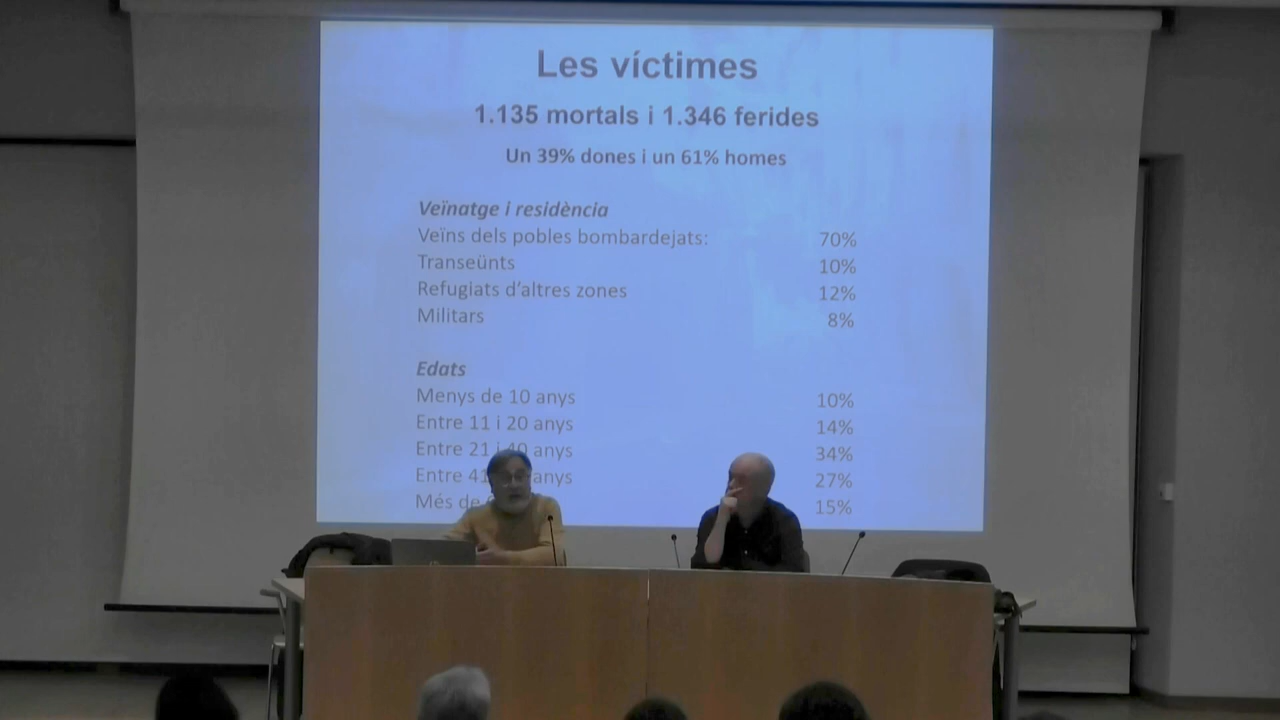 Les víctimes
1.135 mortals i 1.346 ferides
Un 39% dones i un 61% homes
Veïnatge i residència
Veïns dels pobles bombardejats: 70%
Transeünts 10%
Refugiats d'altres zones 12%
Militars 8%
Edats
Menys de 10 anys 10%
Entre 11 i 20 anys 14%
Entre 21 i 40 anys 34%
Entre 41 anys 27%
Més de 15%